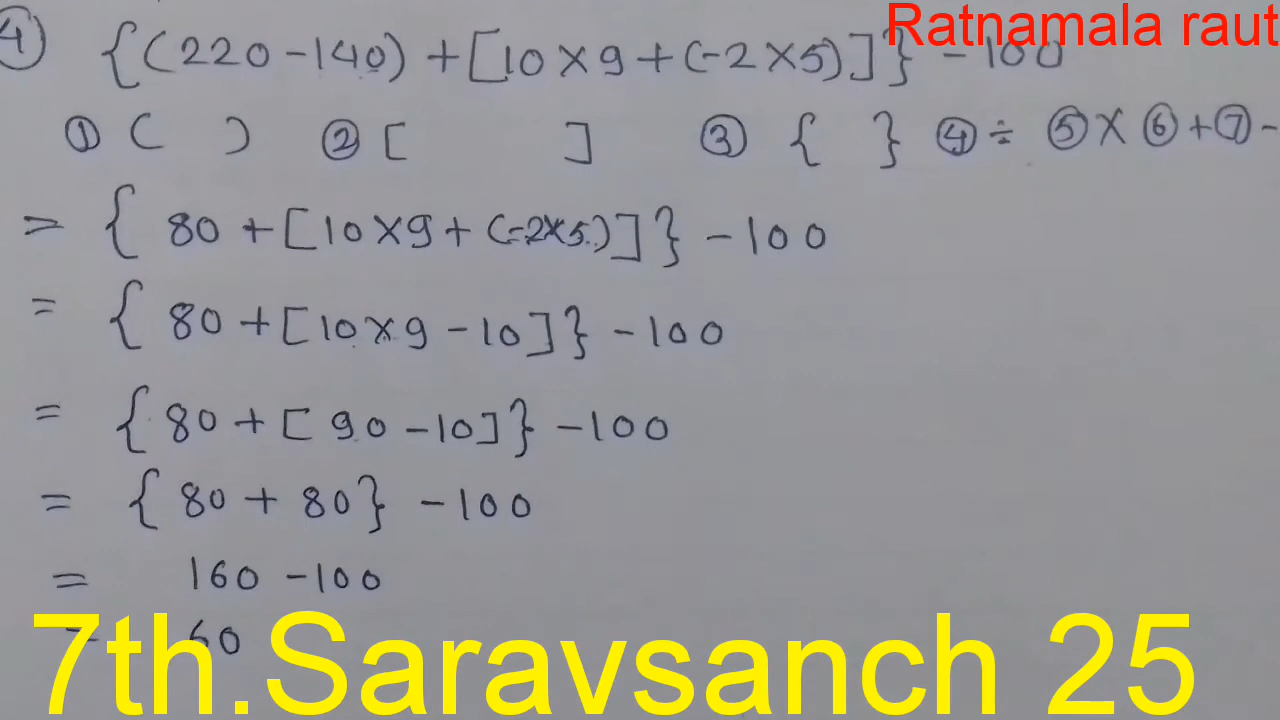 Ratnamala raut
④ {(220-140)+[10×9+(-2×5)]}-100
① ( ) ② [ ] ③ { } ④ ÷ ⑤ × ⑥ + ⑦ -
= {80+[10×9+(-2×5)]}-100
= {80+[10×9-10]}-100
= {80+[90-10]}-100
= {80+80}-100
= 160-100
= 60
7th.Saravsanch 25